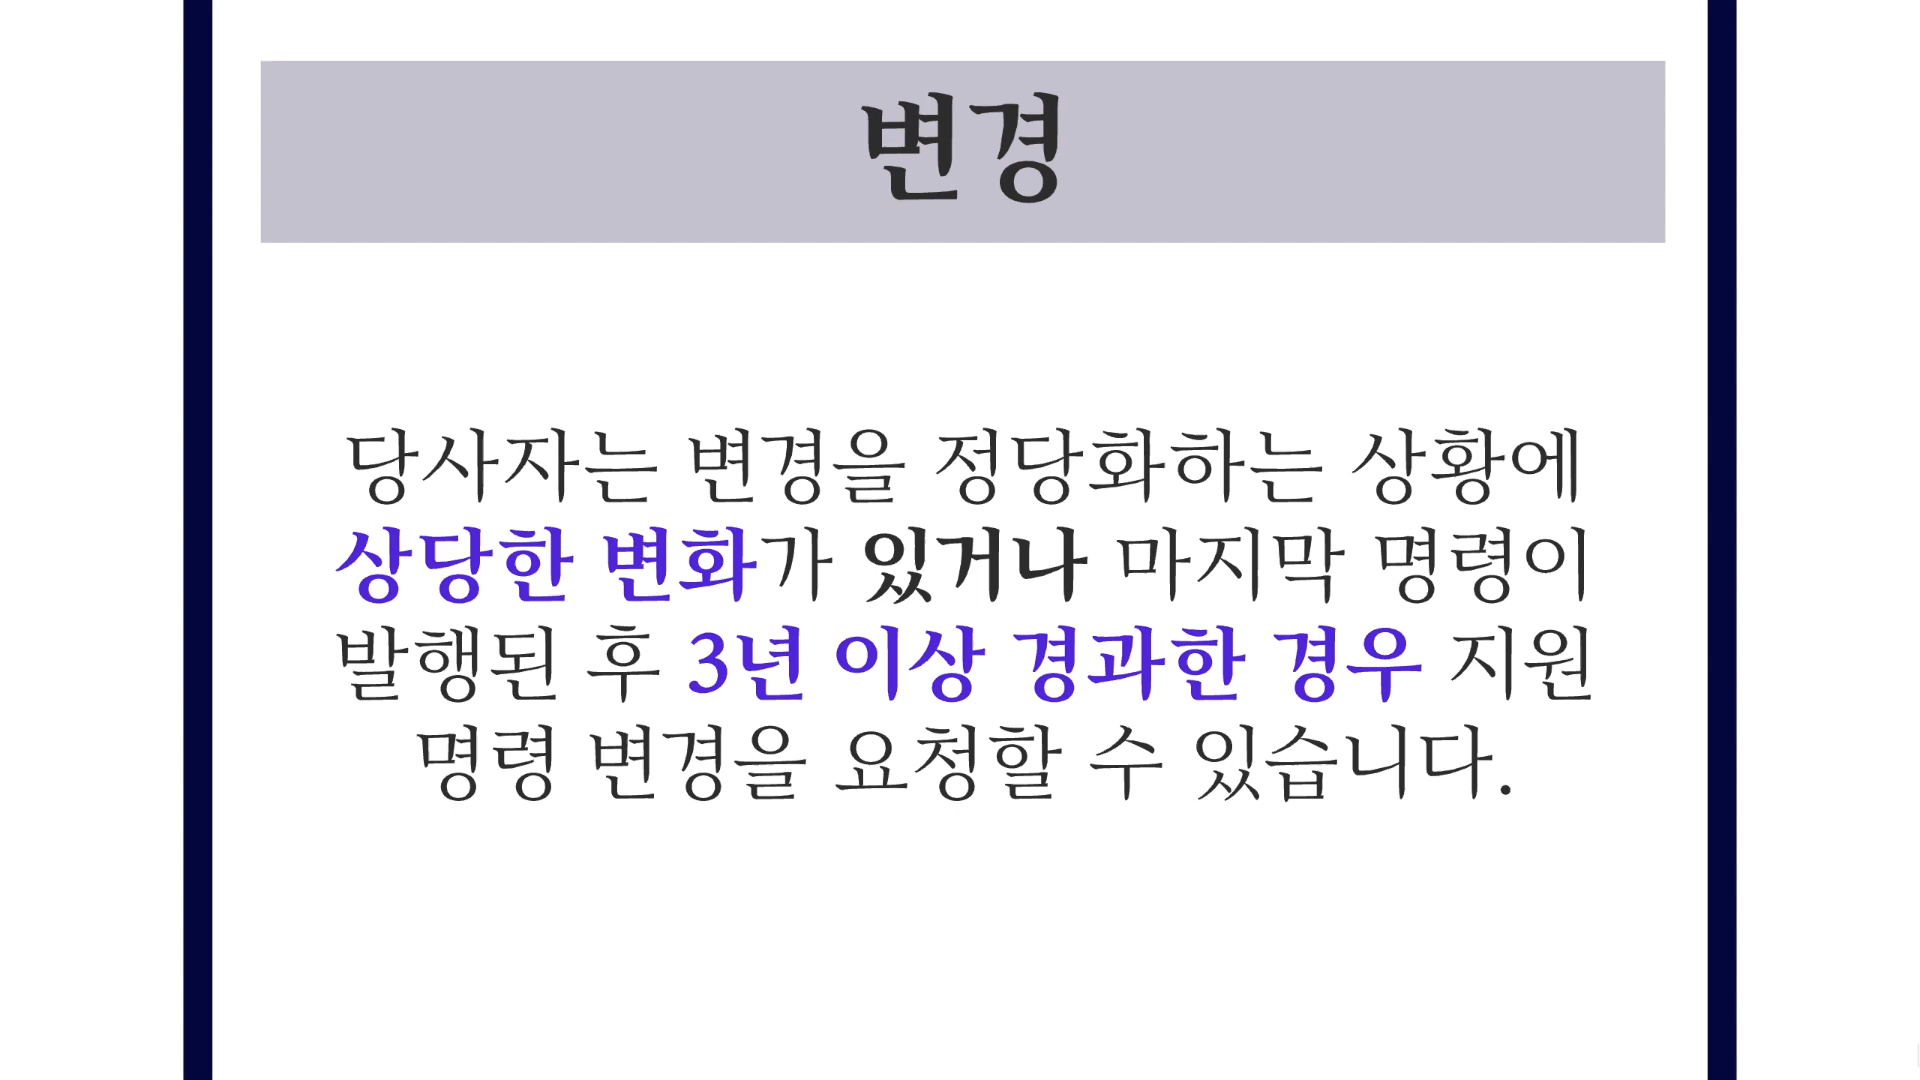 변경
당사자는 변경을 정당화하는 상황에
상당한 변화가 있거나 마지막 명령이
발행된 후 3년 이상 경과한 경우 지원
명령 변경을 요청할 수 있습니다.